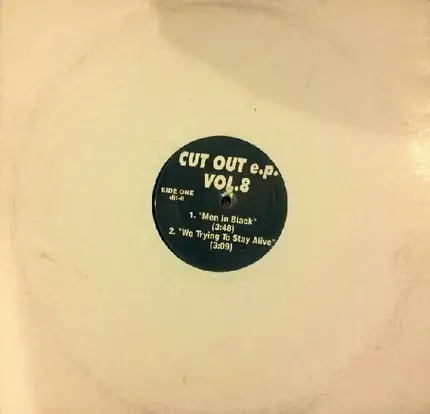 CUT OUT e.p.
VOL.8
SIDE ONE
1. "Men In Black"
(3:48)
2. "We Trying To Stay Alive"
(3:09)